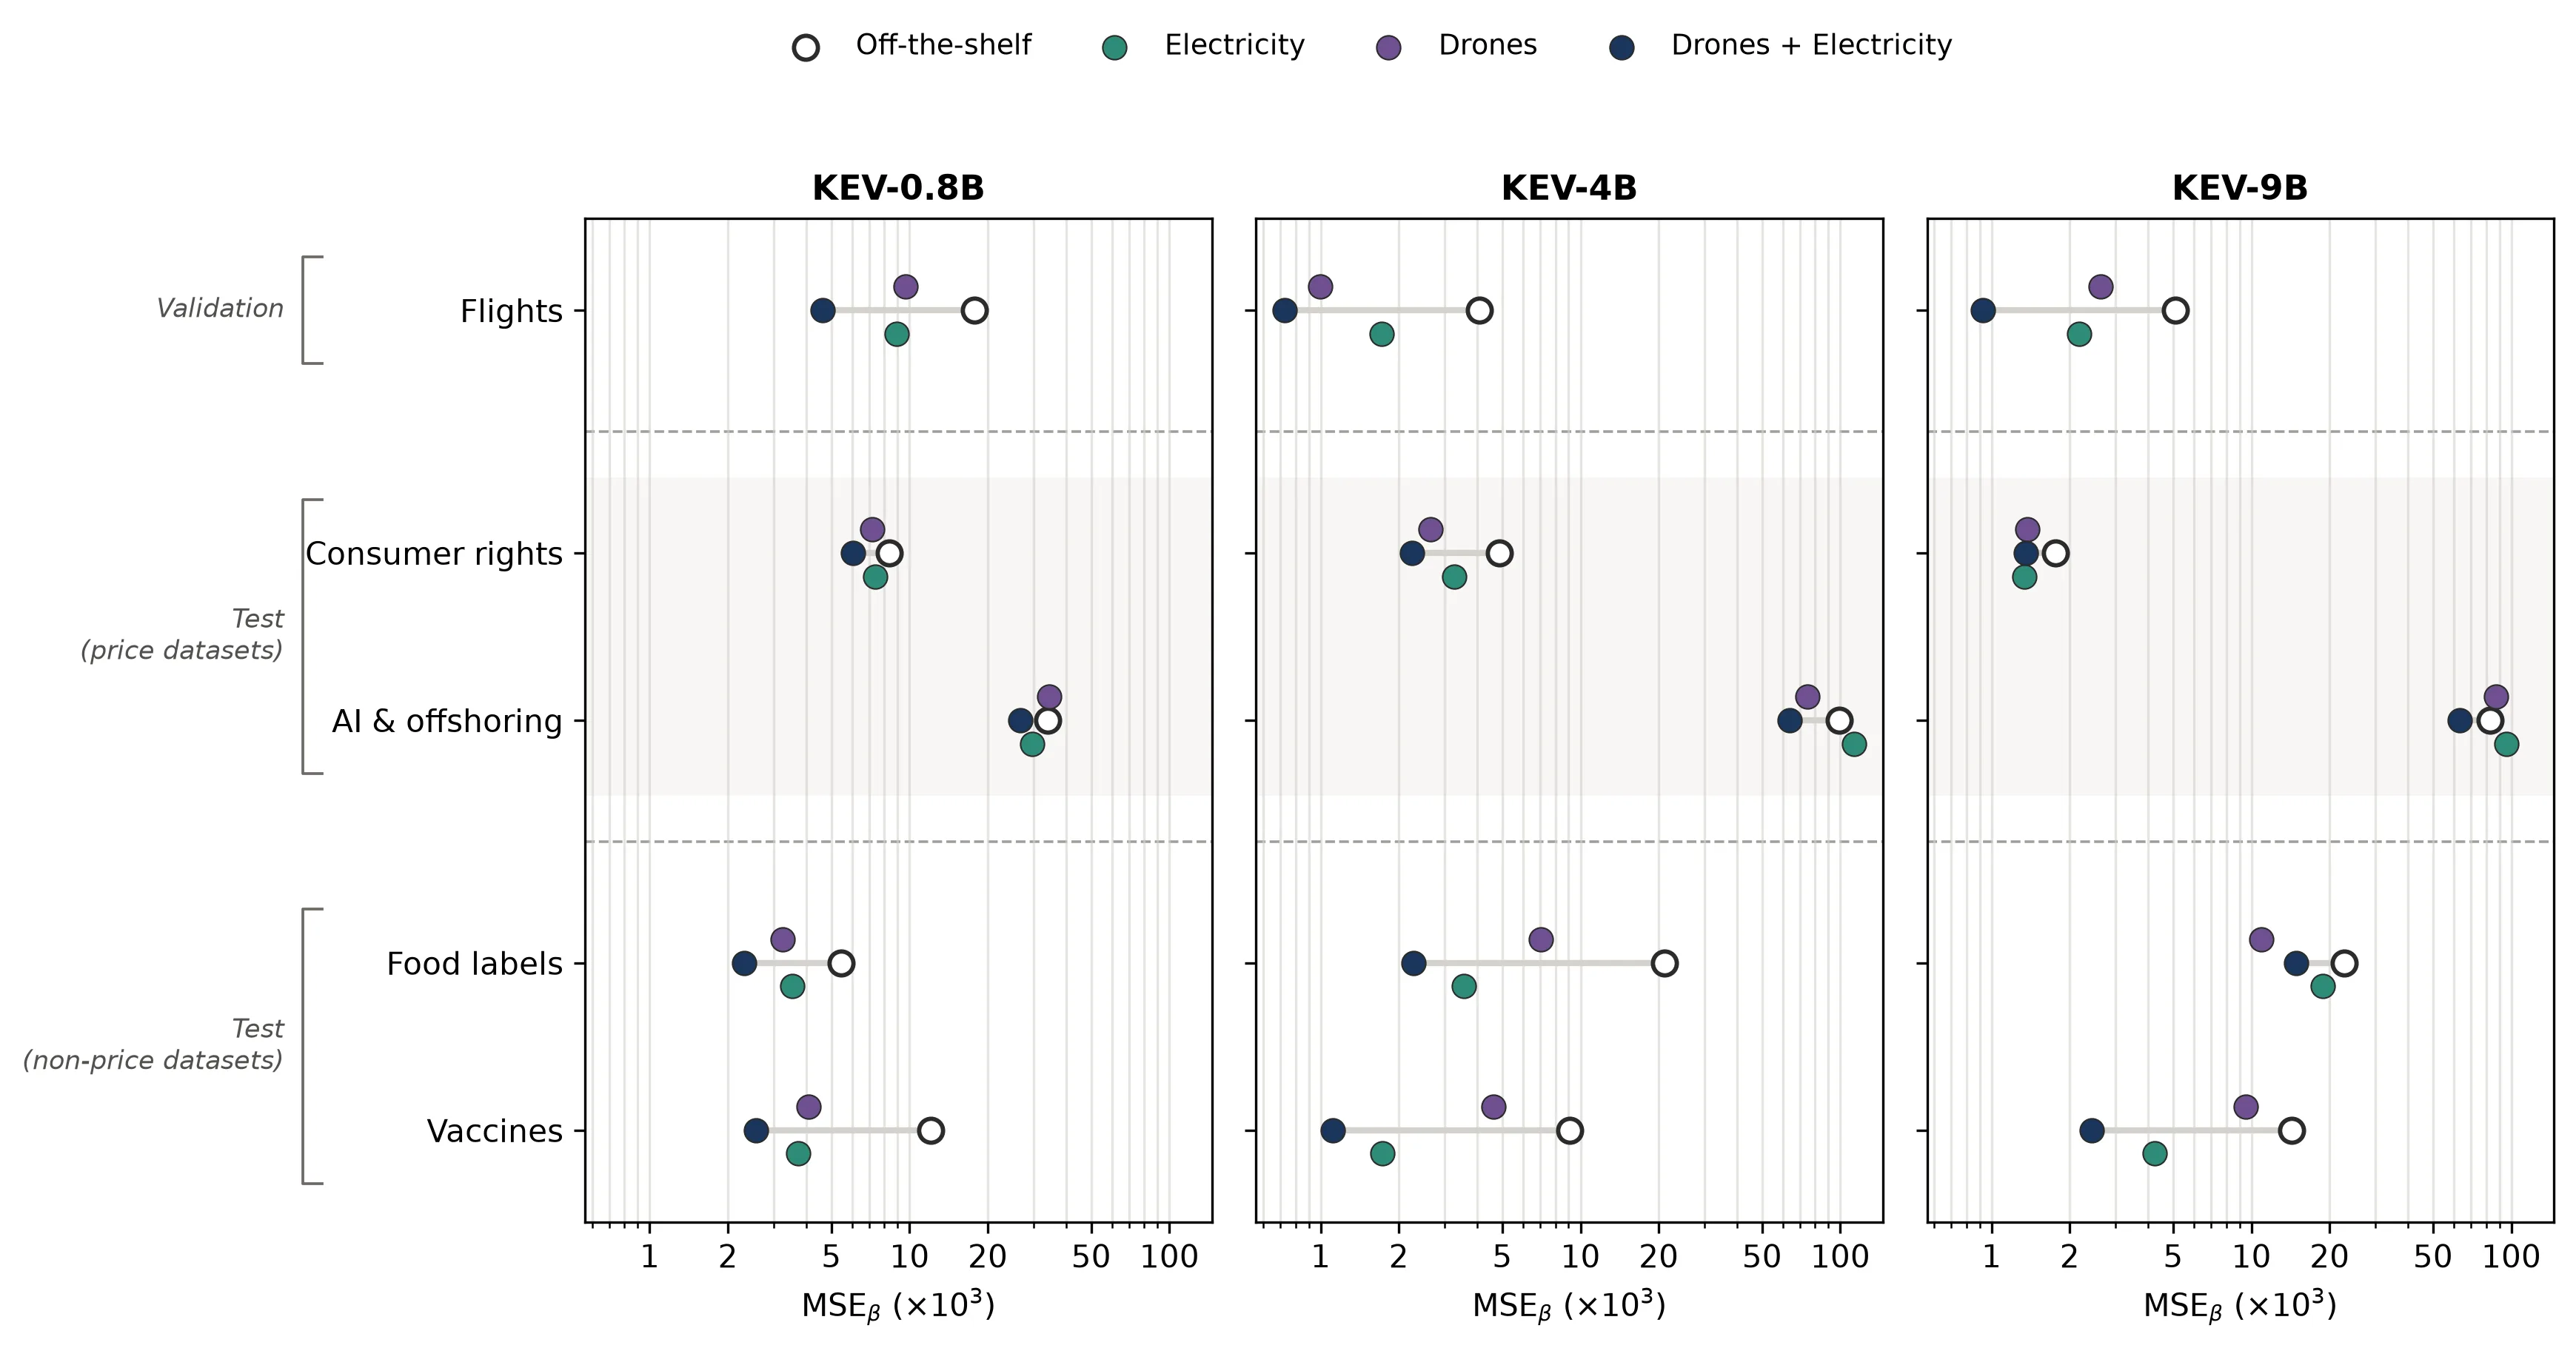 Off-the-shelf Electricity Drones Drones + Electricity
KEV-0.8B KEV-4B KEV-9B
Validation
Flights
Consumer rights
Test
(price datasets)
AI & offshoring
Food labels
Test
(non-price datasets)
Vaccines
1 2 5 10 20 50 100 1 2 5 10 20 50 100 1 2 5 10 20 50 100
MSEβ (×10³) MSEβ (×10³) MSEβ (×10³)